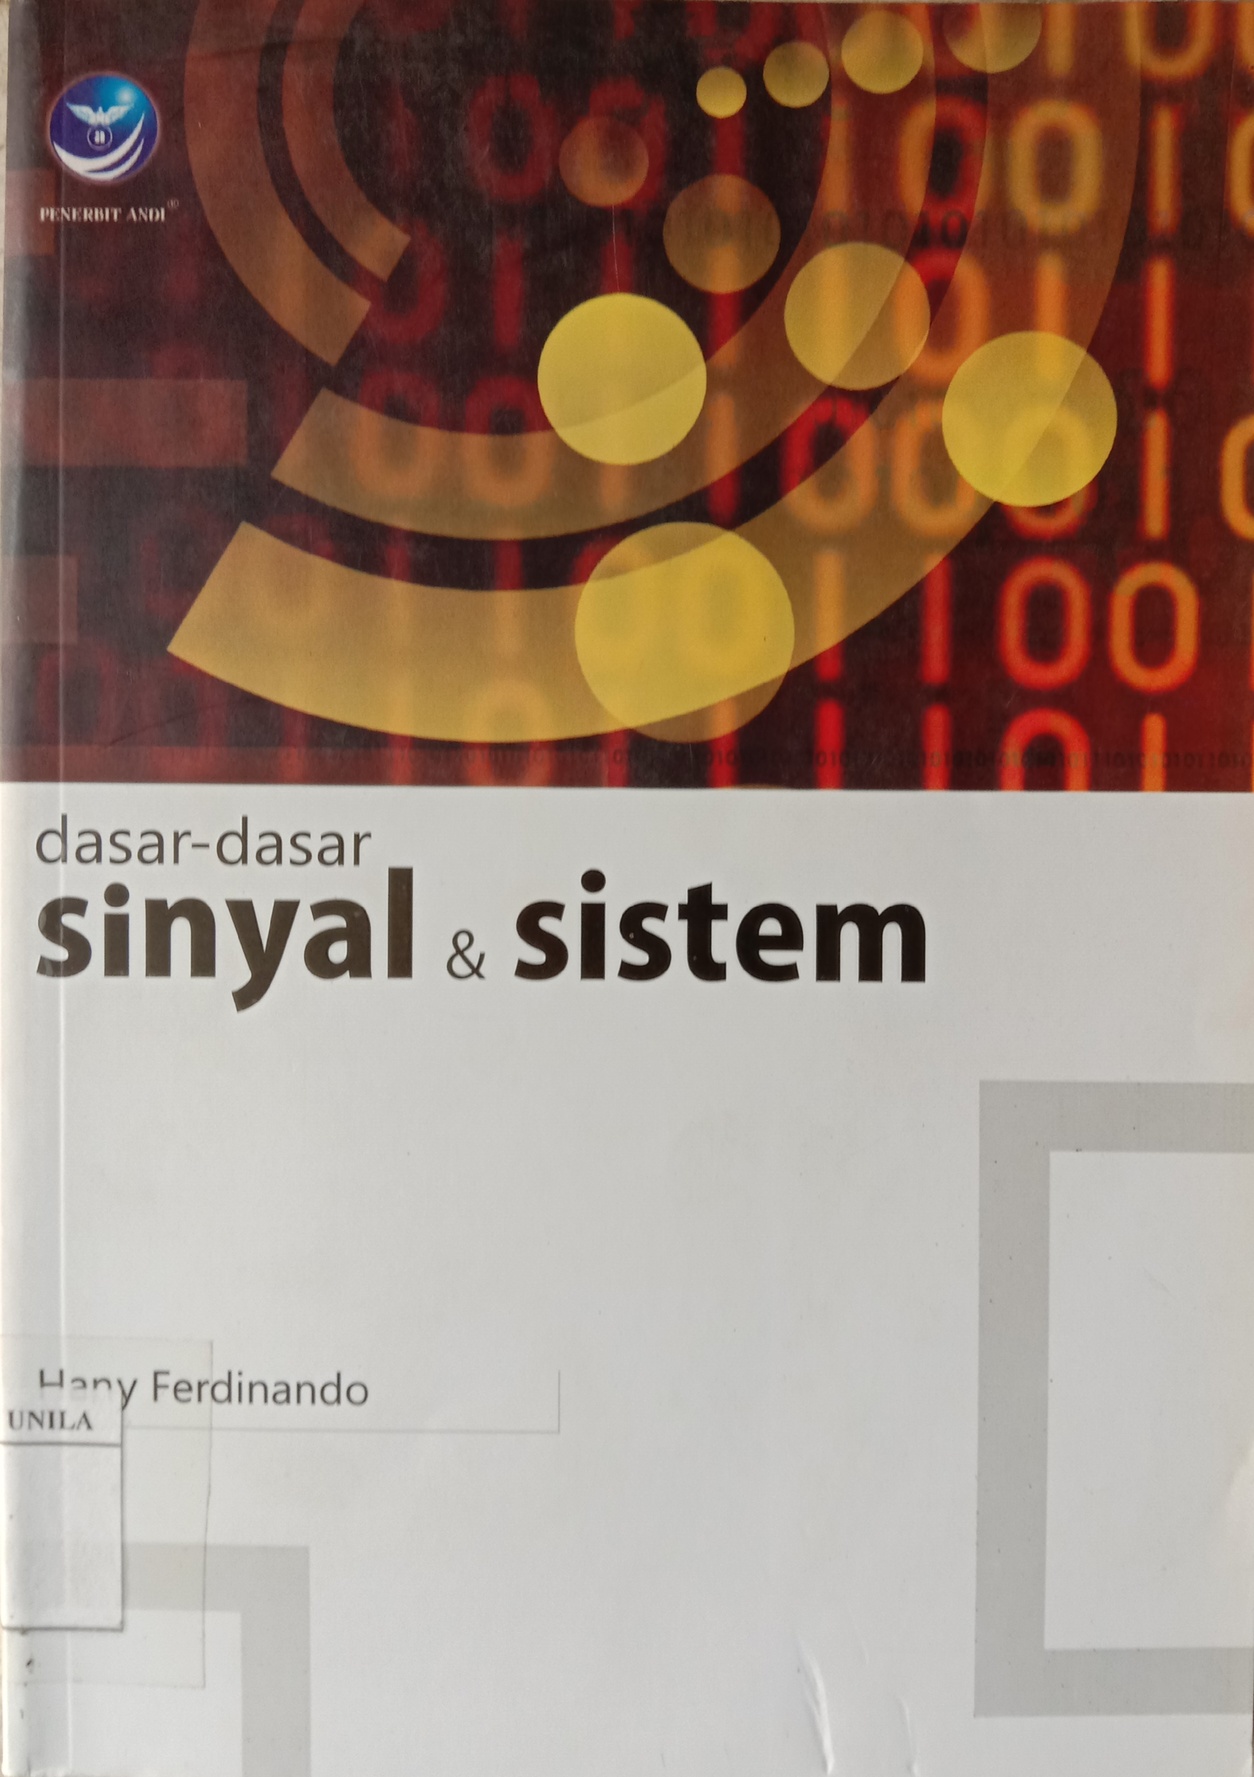 PENERBIT ANDI®
dasar-dasar
sinyal & sistem
Hany Ferdinando
UNILA